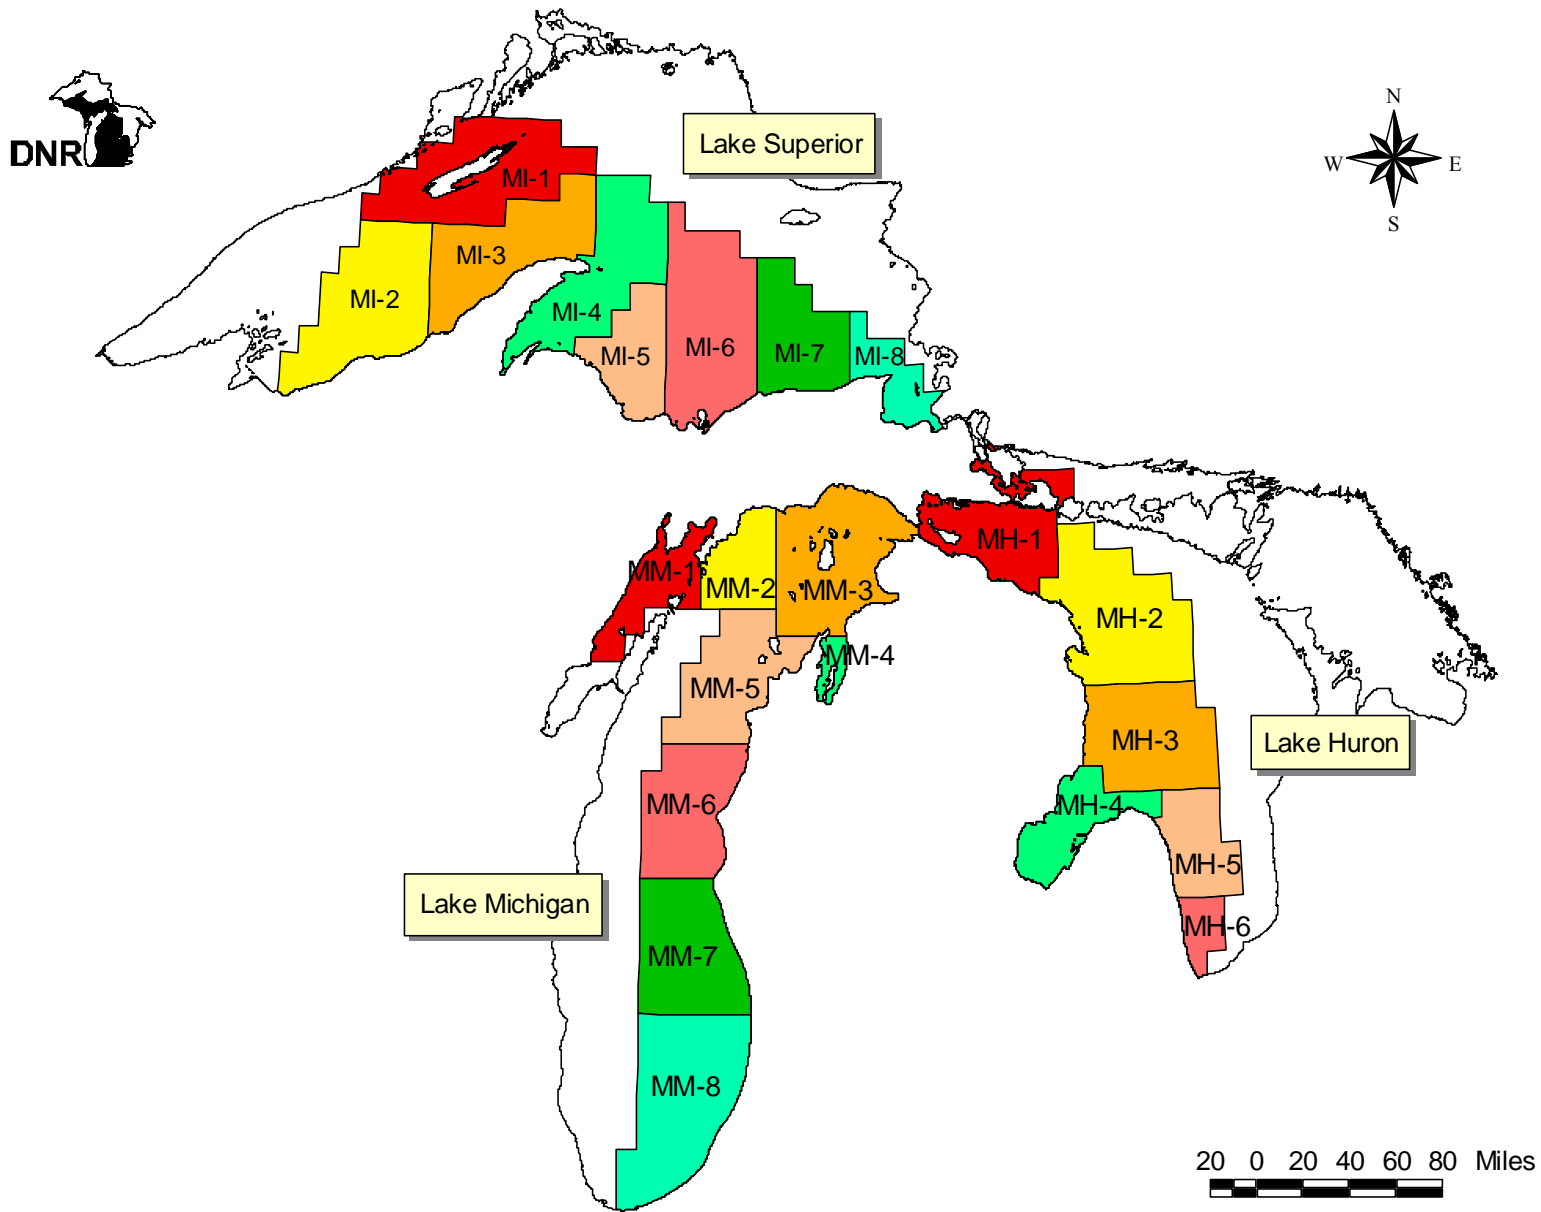 N
Lake Superior
DNR
W E
MI-1
S
MI-3
MI-2
MI-4
MI-6
MI-7
MI-8
MI-5
MH-1
MM-1
MM-2
MM-3
MH-2
MM-4
MM-5
MH-3
Lake Huron
MM-6
MH-4
MH-5
Lake Michigan
MH-6
MM-7
MM-8
20 0 20 40 60 80 Miles